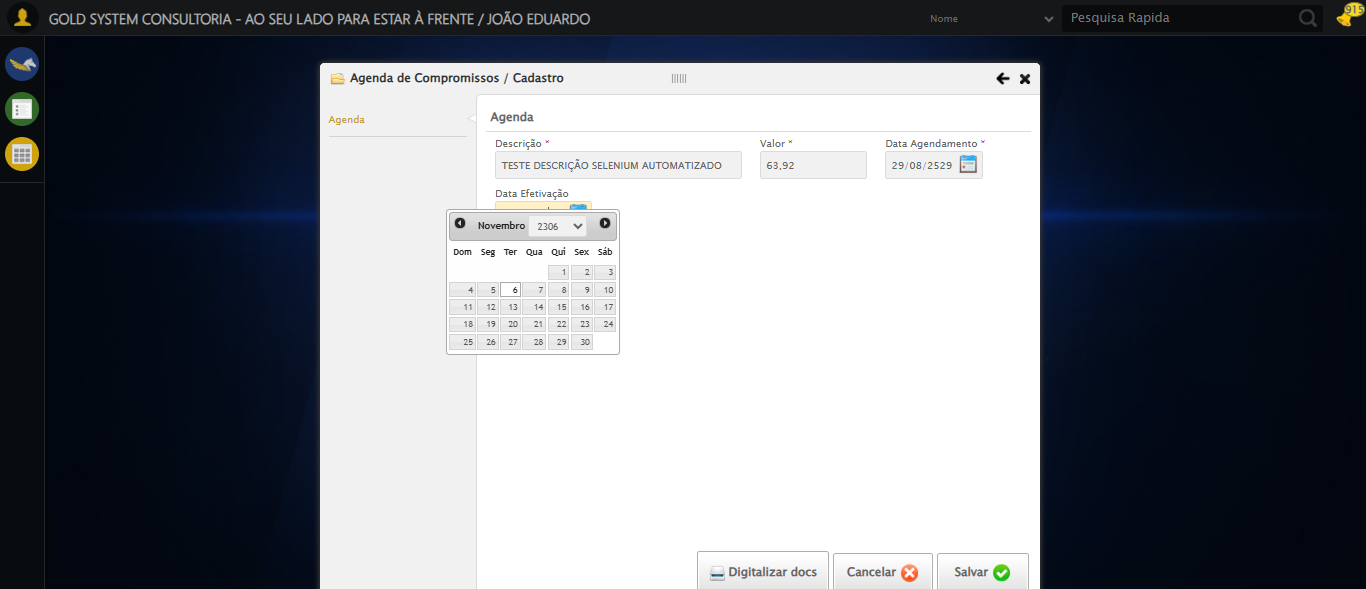 GOLD SYSTEM CONSULTORIA - AO SEU LADO PARA ESTAR À FRENTE / JOÃO EDUARDO
Nome
Pesquisa Rapida
915
Agenda de Compromissos / Cadastro
Agenda
Agenda
Descrição *
Valor *
Data Agendamento *
TESTE DESCRIÇÃO SELENIUM AUTOMATIZADO
63,92
29/08/2529
Data Efetivação
Novembro 2306
Dom Seg Ter Qua Qui Sex Sáb
1 2 3
4 5 6 7 8 9 10
11 12 13 14 15 16 17
18 19 20 21 22 23 24
25 26 27 28 29 30
Digitalizar docs
Cancelar
Salvar